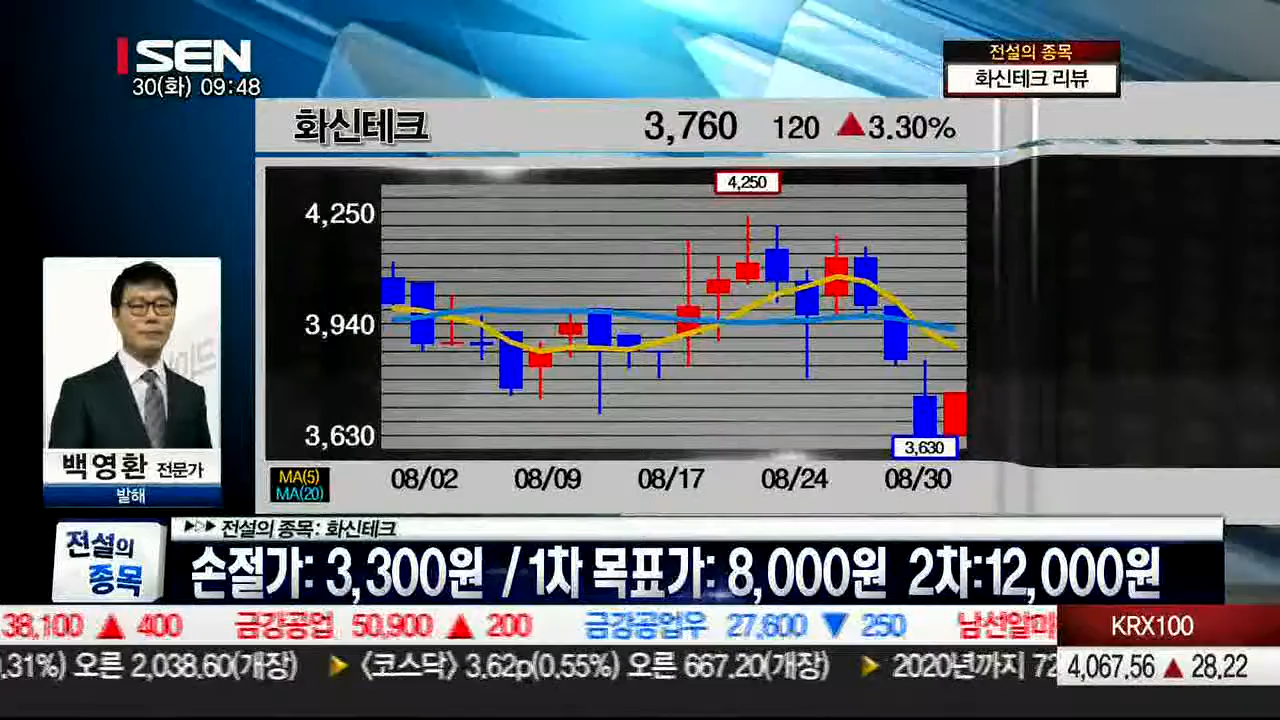 SEN
30(화) 09:48
전설의 종목
화신테크 리뷰
화신테크 3,760 120 ▲3.30%
4,250
4,250
3,940
3,630
3,630
MA(5)
MA(20)
08/02 08/09 08/17 08/24 08/30
백영환 전문가
발해
전설의
종목
▶▷▶ 전설의 종목: 화신테크
손절가: 3,300원 / 1차 목표가: 8,000원 2차:12,000원
38,100 ▲ 400 금강공업 50,900 ▲ 200 금강공업우 27,600 ▼ 250 남선알미
KRX100
.31%) 오른 2,038.60(개장) ▶ 〈코스닥〉 3.62p(0.55%) 오른 667.20(개장) ▶ 2020년까지 72
4,067.56 ▲ 28,22